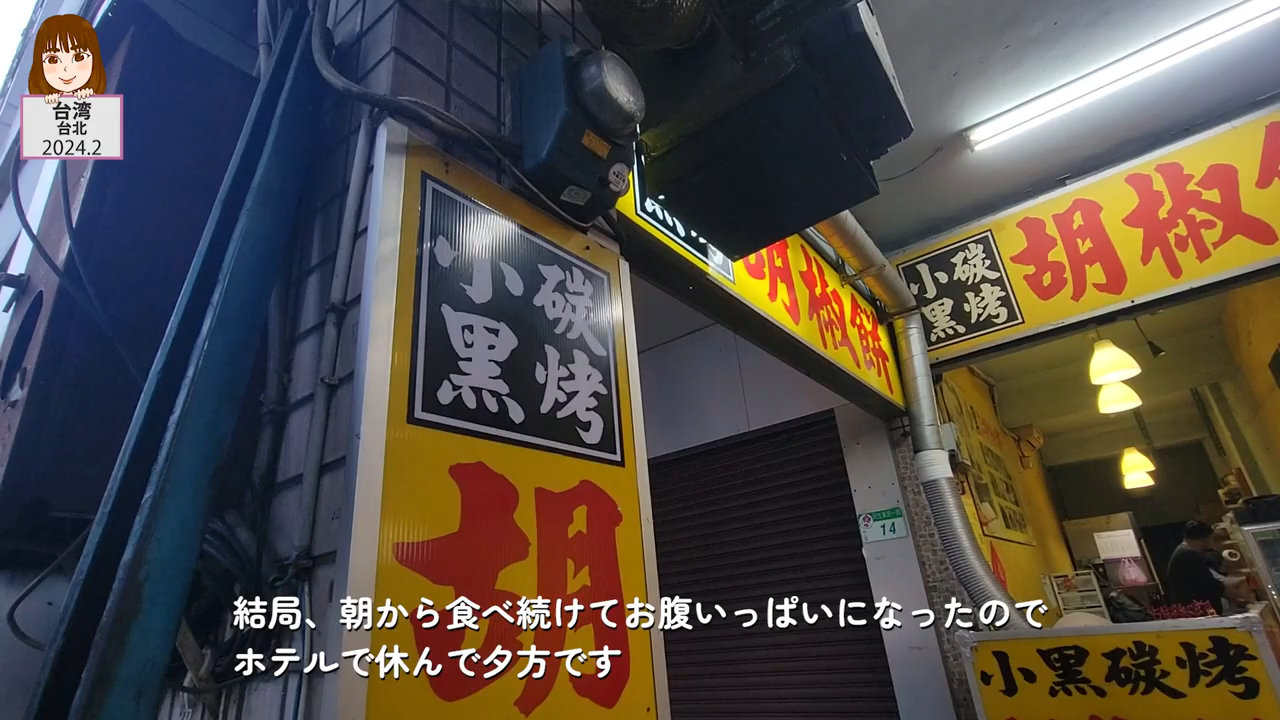 台湾
台北
2024.2
小黑
碳烤
胡
胡椒餅
小黑
碳烤
胡椒
14
小黑碳烤
結局、朝から食べ続けてお腹いっぱいになったので
ホテルで休んで夕方です